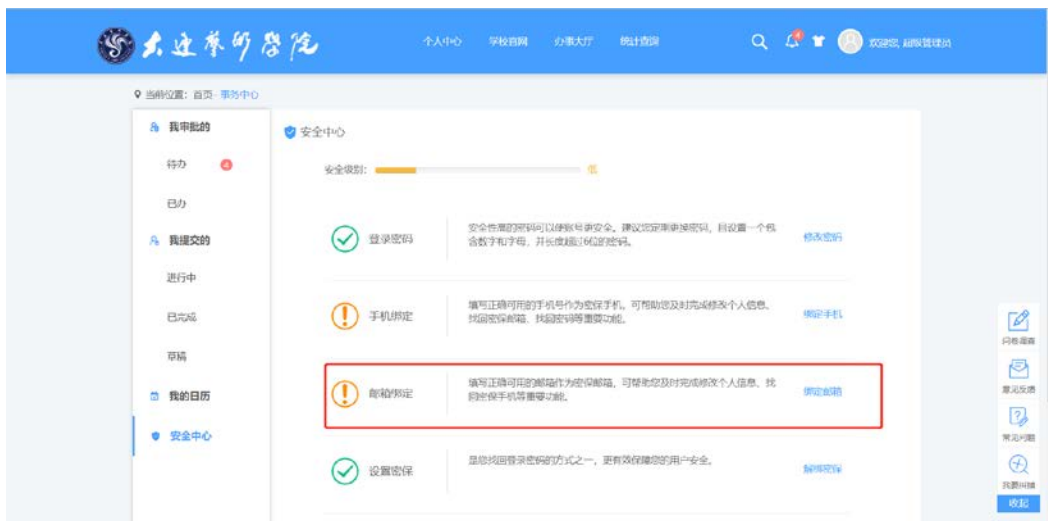 大连艺术学院
个人中心 学校官网 办事大厅 统计查询
4
欢迎您, 超级管理员
当前位置：首页- 事务中心
我审批的
待办 4
已办
我提交的
进行中
已完成
草稿
我的日历
安全中心
安全中心
安全级别： 低
登录密码
安全性高的密码可以使账号更安全。建议您定期更换密码，且设置一个包
含数字和字母，并长度超过6位的密码。
修改密码
手机绑定
填写正确可用的手机号作为密保手机，可帮助您及时完成修改个人信息、
找回密保邮箱、找回密码等重要功能。
绑定手机
邮箱绑定
填写正确可用的邮箱作为密保邮箱，可帮助您及时完成修改个人信息、找
回密保手机等重要功能。
绑定邮箱
设置密保
是您找回登录密码的方式之一，更有效保障您的用户安全。
解绑密保
问卷调查
意见反馈
常见问题
我要纠错
收起